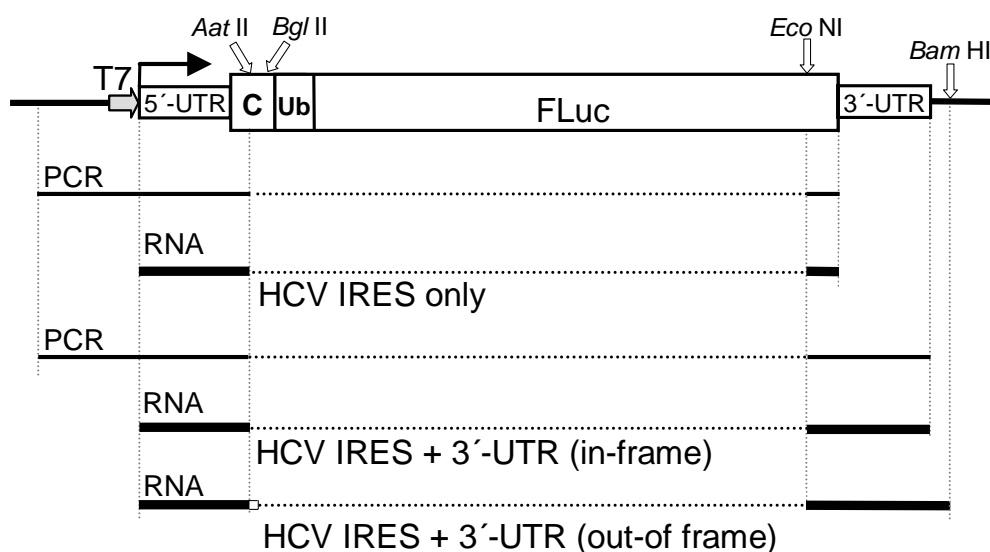 Aat II
Bgl II
Eco NI
Bam HI
T7
5´-UTR
C
Ub
FLuc
3´-UTR
PCR
RNA
HCV IRES only
PCR
RNA
HCV IRES + 3´-UTR (in-frame)
RNA
HCV IRES + 3´-UTR (out-of frame)